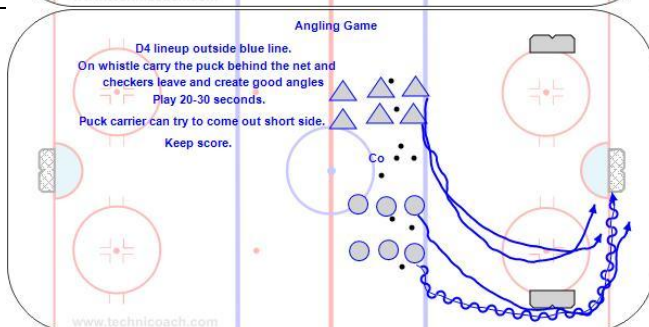 Angling Game
D4 lineup outside blue line.
On whistle carry the puck behind the net and
checkers leave and create good angles
Play 20-30 seconds.
Puck carrier can try to come out short side.
Keep score.
Co
www.technicoach.com